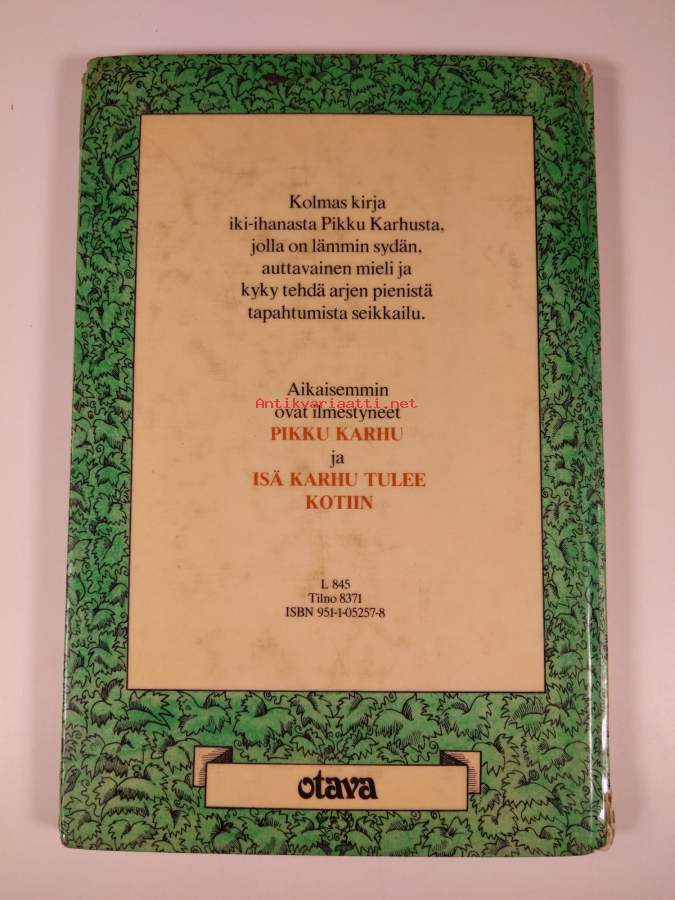 Kolmas kirja
iki-ihanasta Pikku Karhusta,
jolla on lämmin sydän,
auttavainen mieli ja
kyky tehdä arjen pienistä
tapahtumista seikkailu.
Aikaisemmin
Antikvariaatti.net
ovat ilmestyneet
PIKKU KARHU
ja
ISÄ KARHU TULEE
KOTIIN
L 845
Tilno 8371
ISBN 951-1-05257-8
otava